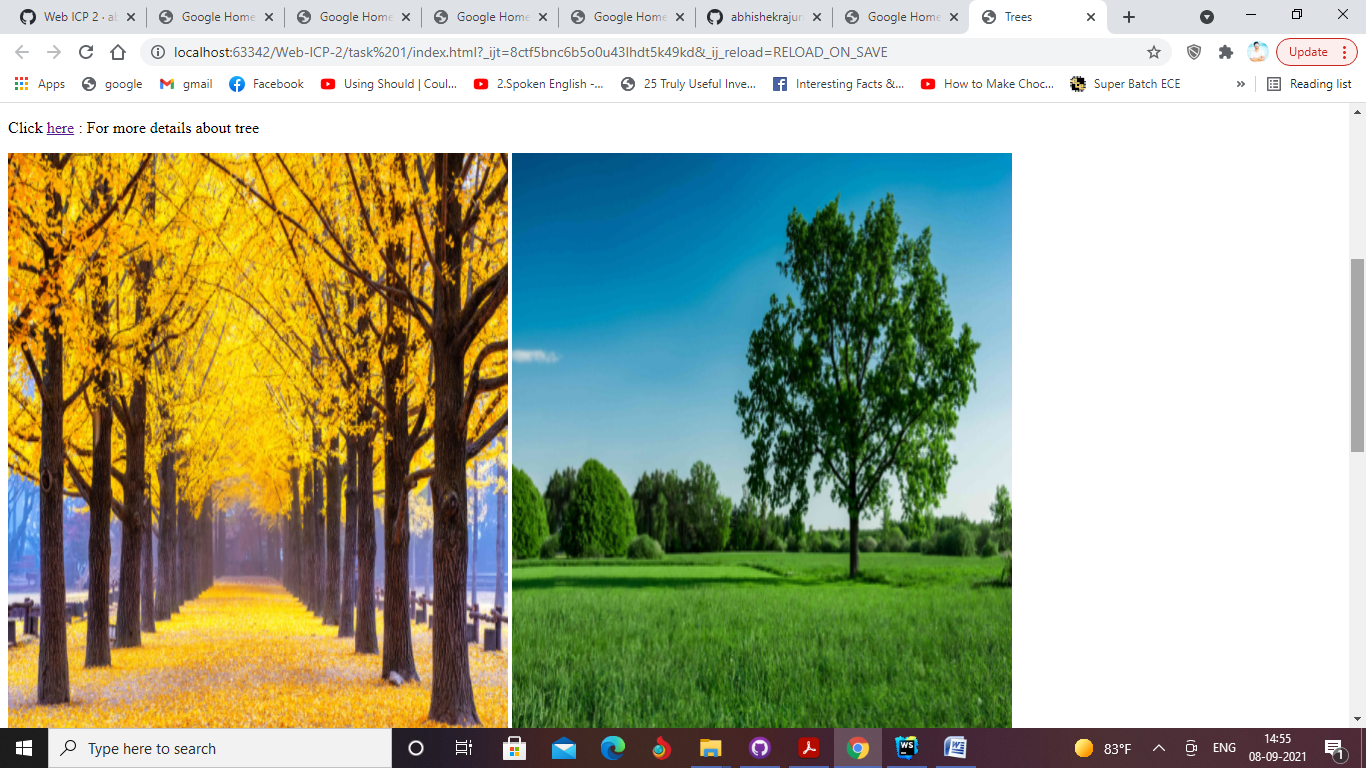 Web ICP 2 · a
Google Home
Google Home
Google Home
Google Home
abhishekraju
Google Home
Trees
localhost:63342/Web-ICP-2/task%201/index.html?_ijt=8ctf5bnc6b5o0u43lhdt5k49kd&_ij_reload=RELOAD_ON_SAVE
Update
Apps google gmail Facebook Using Should | Coul... 2.Spoken English -... 25 Truly Useful Inve... Interesting Facts &... How to Make Choc... Super Batch ECE » Reading list
Click here : For more details about tree
Type here to search
WS
83°F
ENG
14:55
08-09-2021
1